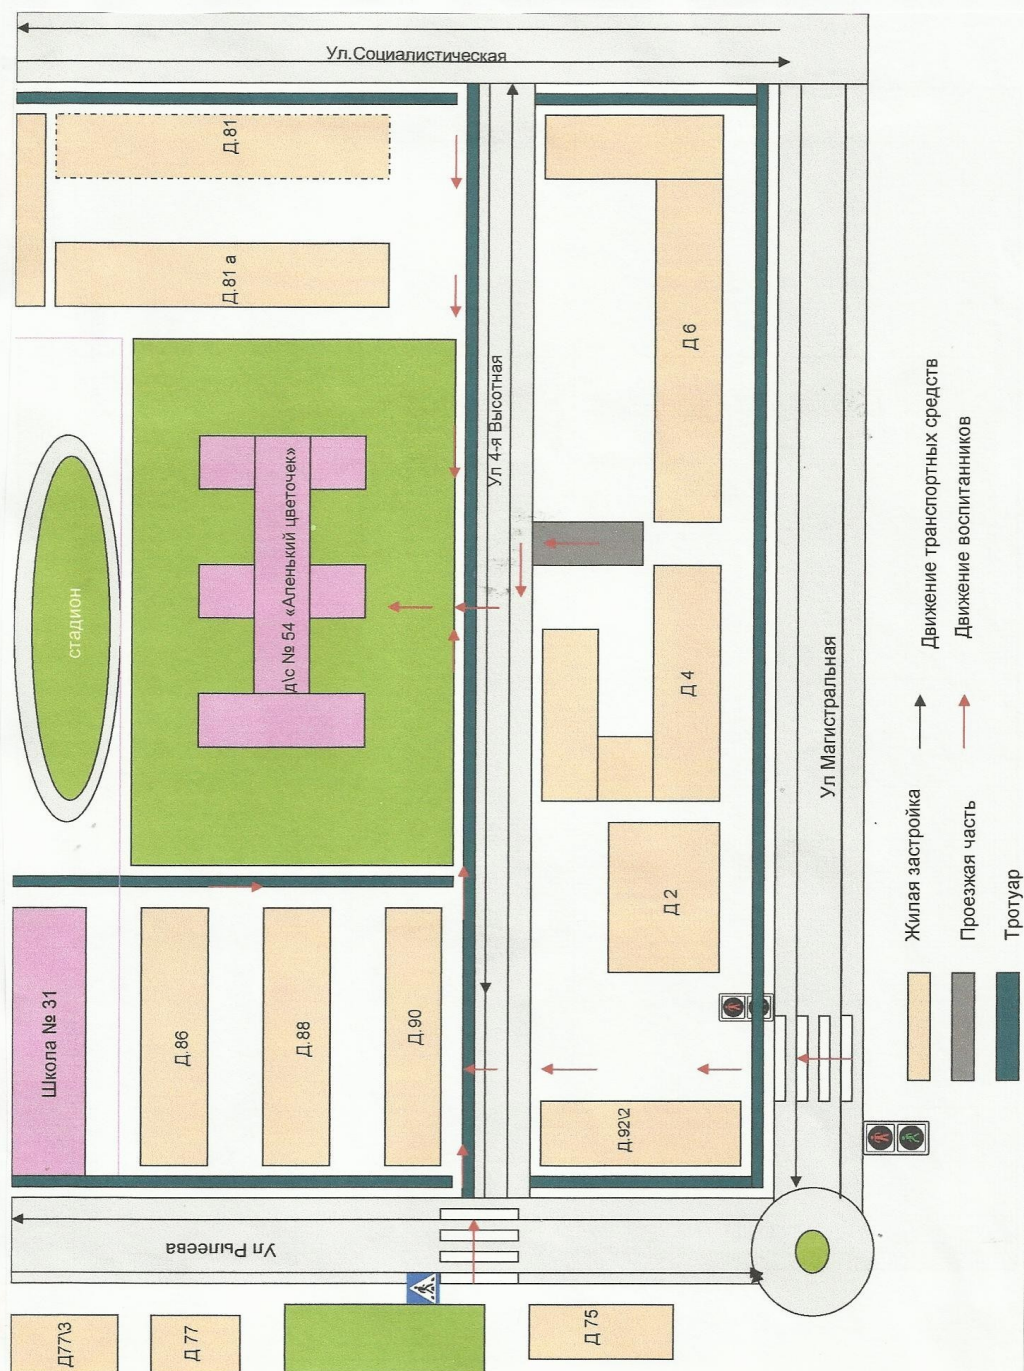 Ул.Социалистическая
Д.81
Д.81 а
Д 6
Ул 4-я Высотная
д\с № 54 «Аленький цветочек»
стадион
Д 4
Ул Магистральная
Д 2
Школа № 31
Д.86
Д.88
Д.90
Д.92\2
Ул Рылеева
Д77\3
Д 77
Д 75
Жилая застройка
Проезжая часть
Тротуар
Движение транспортных средств
Движение воспитанников